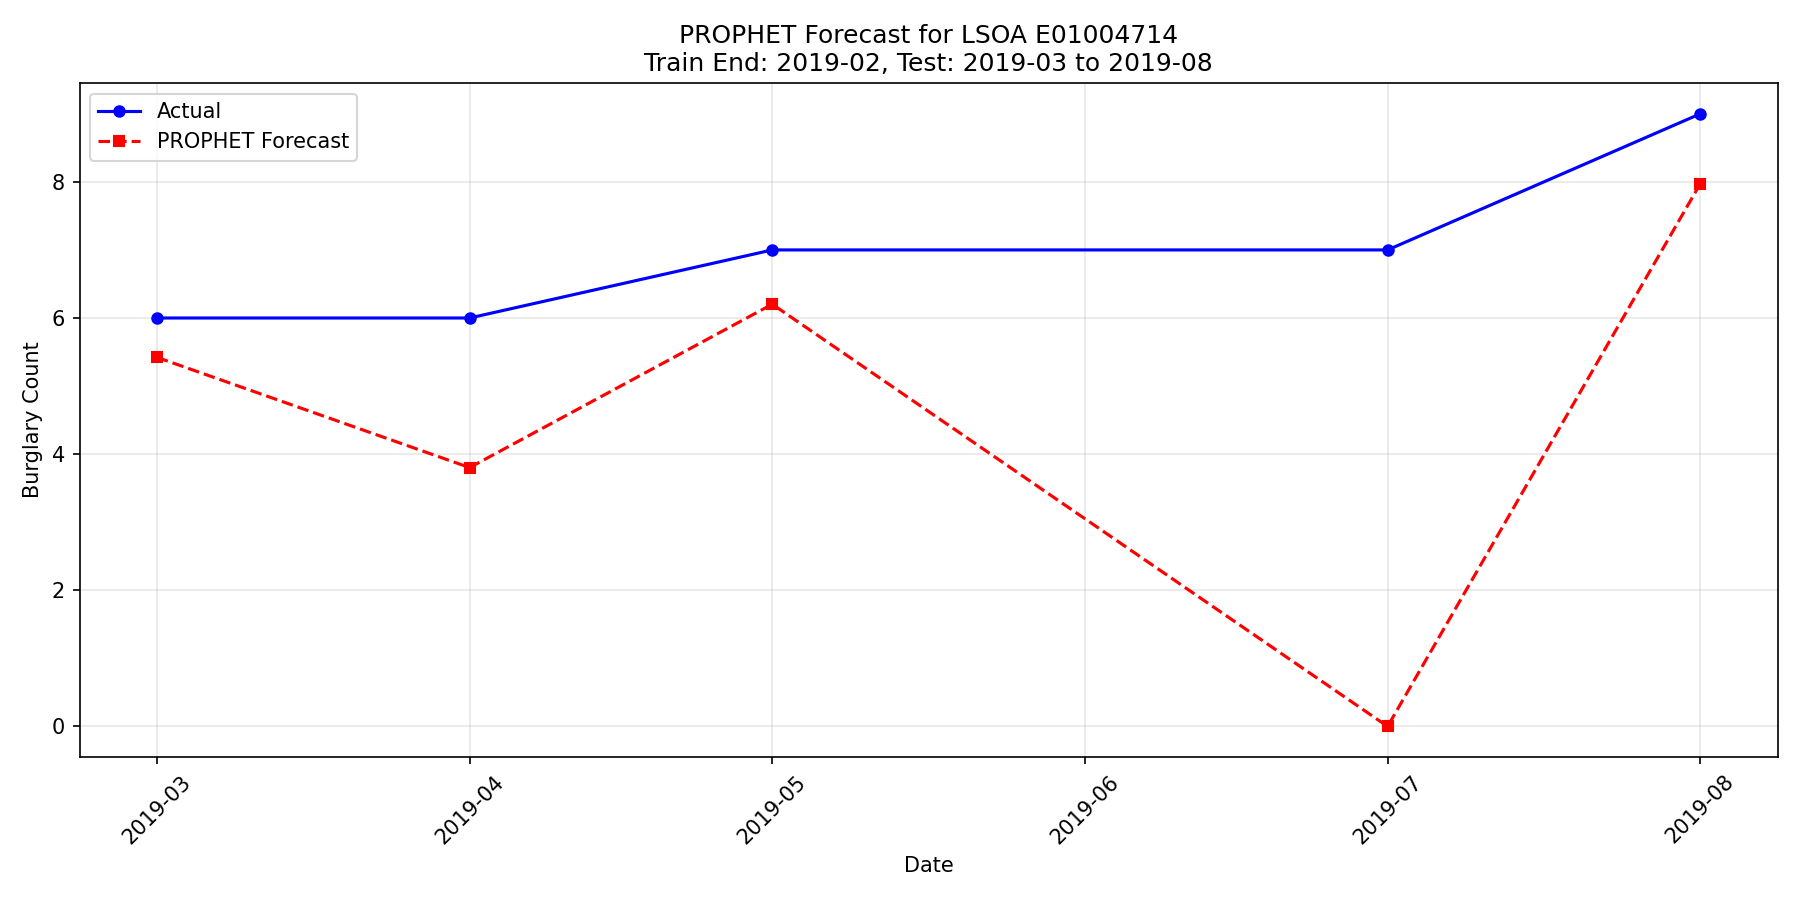 PROPHET Forecast for LSOA E01004714
Train End: 2019-02, Test: 2019-03 to 2019-08
Actual
PROPHET Forecast
Burglary Count
8
6
4
2
0
2019-03
2019-04
2019-05
2019-06
2019-07
2019-08
Date